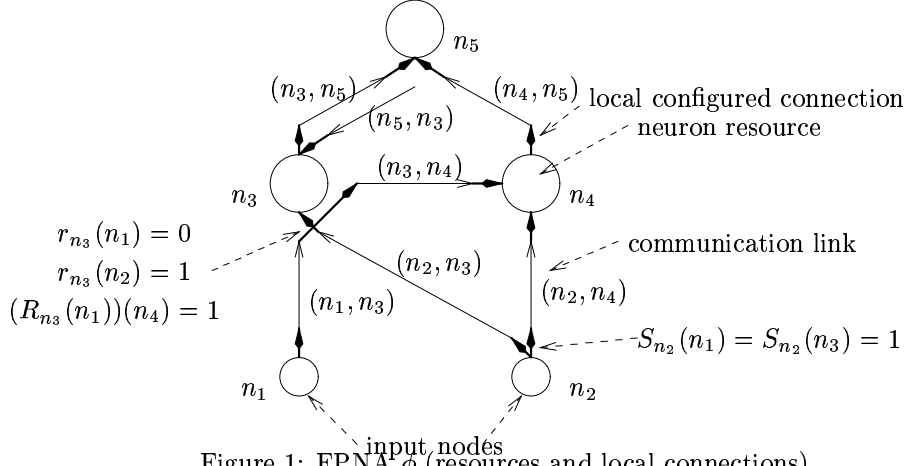 n5
(n3, n5)
(n4, n5)
local configured connection
(n5, n3)
neuron resource
(n3, n4)
n3
n4
rn3(n1) = 0
communication link
(n2, n3)
rn3(n2) = 1
(n1, n3)
(n2, n4)
(Rn3(n1))(n4) = 1
Sn2(n1) = Sn2(n3) = 1
n1
n2
input nodes
Figure 1: FPNA ϕ (resources and local connections)